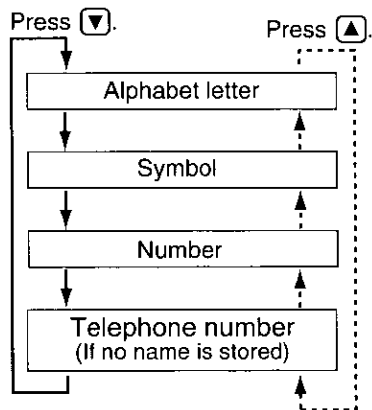 Press ▼.
Press ▲.
Alphabet letter
Symbol
Number
Telephone number
(If no name is stored)